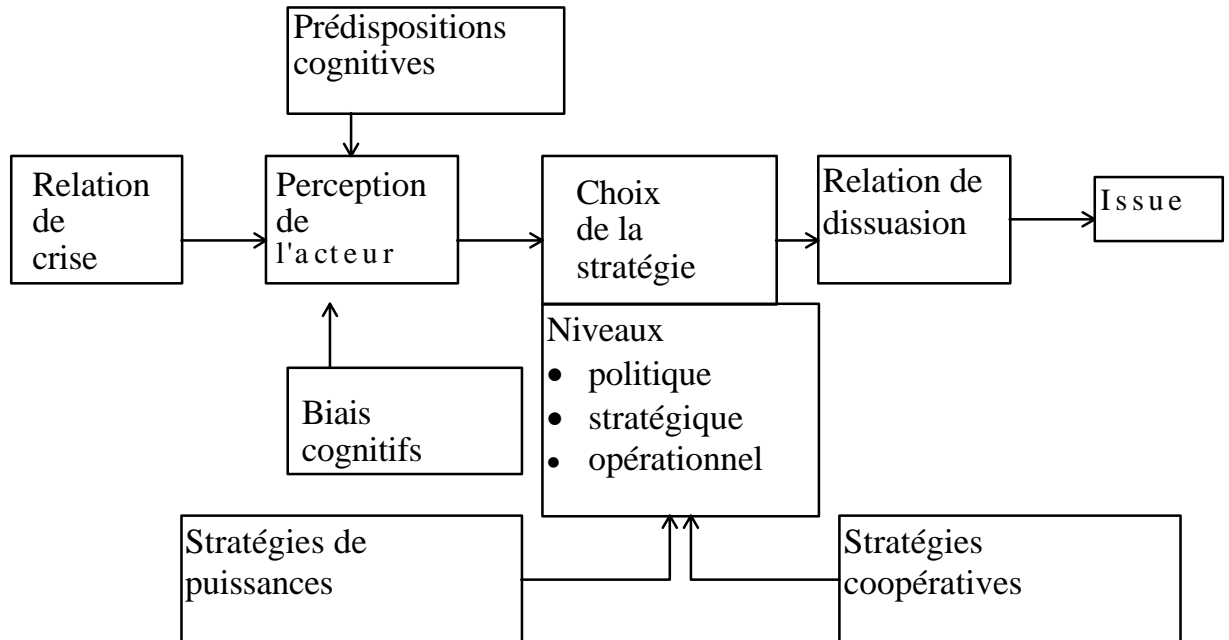 Prédispositions
cognitives
Relation
de
crise
Perception
de
l'acteur
Choix
de la
stratégie
Relation de
dissuasion
Issue
Niveaux
• politique
• stratégique
• opérationnel
Biais
cognitifs
Stratégies de
puissances
Stratégies
coopératives